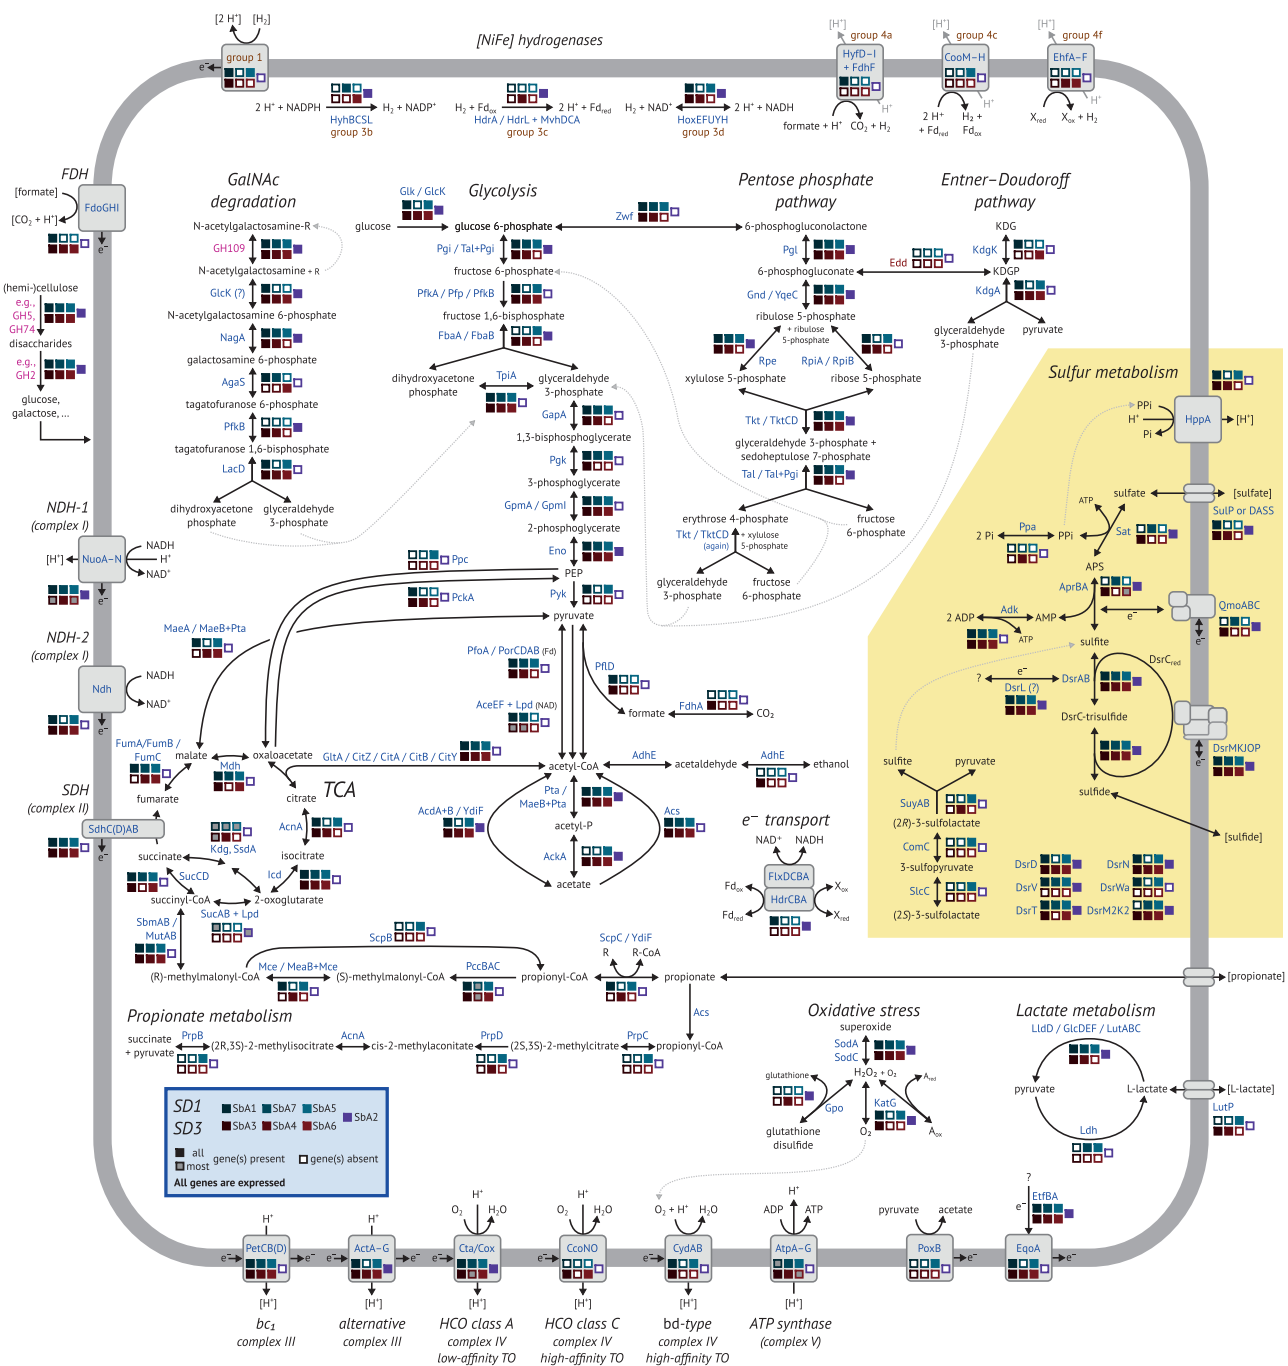 [2 H⁺] [H₂]
group 1
e⁻
[NiFe] hydrogenases
2 H⁺ + NADPH H₂ + NADP⁺
HyhBCSL
group 3b
H₂ + Fdox 2 H⁺ + Fdred
HdrA / HdrL + MvhDCA
group 3c
H₂ + NAD⁺ 2 H⁺ + NADH
HoxEFUYH
group 3d
[H⁺] group 4a
HyfD–I
+ FdhF
H⁺
formate + H⁺ CO₂ + H₂
[H⁺] group 4c
CooM–H
H⁺
2 H⁺
+ Fdred
H₂ +
Fdox
[H⁺] group 4f
EhfA–F
H⁺
Xred Xox + H₂
FDH
[formate]
FdoGHI
[CO₂ + H⁺]
e⁻
(hemi-)cellulose
e.g.,
GH5,
GH74
disaccharides
e.g.,
GH2
glucose,
galactose, ...
GalNAc
degradation
N-acetylgalactosamine-R
GH109
N-acetylgalactosamine + R
GlcK (?)
N-acetylgalactosamine 6-phosphate
NagA
galactosamine 6-phosphate
AgaS
tagatofuranose 6-phosphate
PfkB
tagatofuranose 1,6-bisphosphate
LacD
dihydroxyacetone
phosphate
glyceraldehyde
3-phosphate
Glycolysis
Glk / GlcK
glucose
glucose 6-phosphate
Pgi / Tal+Pgi
fructose 6-phosphate
PfkA / Pfp / PfkB
fructose 1,6-bisphosphate
FbaA / FbaB
dihydroxyacetone
phosphate
TpiA
glyceraldehyde
3-phosphate
GapA
1,3-bisphosphoglycerate
Pgk
3-phosphoglycerate
GpmA / GpmI
2-phosphoglycerate
Eno
PEP
Pyk
pyruvate
Zwf
Pentose phosphate
pathway
6-phosphogluconolactone
Pgl
6-phosphogluconate
Gnd / YqeC
ribulose 5-phosphate
+ ribulose
5-phosphate
Rpe
RpiA / RpiB
xylulose 5-phosphate
ribose 5-phosphate
Tkt / TktCD
glyceraldehyde 3-phosphate +
sedoheptulose 7-phosphate
Tal / Tal+Pgi
erythrose 4-phosphate
fructose
6-phosphate
Tkt / TktCD
(again)
+ xylulose
5-phosphate
glyceraldehyde
3-phosphate
fructose
6-phosphate
Entner–Doudoroff
pathway
KDG
KdgK
Edd
KDGP
KdgA
glyceraldehyde
3-phosphate
pyruvate
Sulfur metabolism
PPi
H⁺
Pi
HppA
[H⁺]
sulfate
[sulfate]
SulP or DASS
ATP
Ppa
2 Pi
PPi
Sat
APS
AprBA
Adk
2 ADP
AMP
ATP
e⁻
QmoABC
e⁻
sulfite
DsrCred
e⁻
?
DsrAB
DsrL (?)
DsrC-trisulfide
DsrMKJOP
e⁻
sulfide
[sulfide]
sulfite
pyruvate
SuyAB
(2R)-3-sulfolactate
ComC
3-sulfopyruvate
SlcC
(2S)-3-sulfolactate
DsrD
DsrN
DsrV
DsrWa
DsrT
DsrM2K2
NDH-1
(complex I)
NADH
[H⁺]
NuoA–N
H⁺
NAD⁺
e⁻
NDH-2
(complex I)
NADH
Ndh
NAD⁺
e⁻
SDH
(complex II)
SdhC(D)AB
e⁻
Ppc
PckA
MaeA / MaeB+Pta
PfoA / PorCDAB (Fd)
AceEF + Lpd (NAD)
PflD
formate
FdhA
CO₂
FumA/FumB /
FumC
malate
Mdh
oxaloacetate
GltA / CitZ / CitA / CitB / CitY
fumarate
TCA
citrate
AcnA
isocitrate
Kdg, SsdA
Icd
succinate
SucCD
succinyl-CoA
2-oxoglutarate
SucAB + Lpd
SbmAB /
MutAB
acetyl-CoA
AdhE
acetaldehyde
AdhE
ethanol
Pta /
MaeB+Pta
AcdA+B / YdiF
Acs
acetyl-P
AckA
acetate
e⁻ transport
NAD⁺ NADH
FlxDCBA
HdrCBA
Fdox
Fdred
Xox
Xred
ScpB
(R)-methylmalonyl-CoA
Mce / MeaB+Mce
(S)-methylmalonyl-CoA
PccBAC
propionyl-CoA
ScpC / YdiF
R R-CoA
propionate
[propionate]
Acs
Propionate metabolism
succinate
+ pyruvate
PrpB
(2R,3S)-2-methylisocitrate
AcnA
cis-2-methylaconitate
PrpD
(2S,3S)-2-methylcitrate
PrpC
propionyl-CoA
Oxidative stress
superoxide
SodA
SodC
H₂O₂ + O₂
glutathione
Gpo
glutathione
disulfide
KatG
Ared
Aox
O₂
Lactate metabolism
LldD / GlcDEF / LutABC
pyruvate
L-lactate
[L-lactate]
Ldh
LutP
SD1
SbA1 SbA7 SbA5
SbA2
SD3
SbA3 SbA4 SbA6
all
most
gene(s) present
gene(s) absent
All genes are expressed
H⁺
e⁻
PetCB(D)
e⁻
[H⁺]
bc₁
complex III
H⁺
ActA–G
e⁻
[H⁺]
alternative
complex III
H⁺
O₂ H₂O
e⁻
Cta/Cox
[H⁺]
HCO class A
complex IV
low-affinity TO
H⁺
O₂ H₂O
e⁻
CcoNO
[H⁺]
HCO class C
complex IV
high-affinity TO
O₂ + H⁺ H₂O
e⁻
CydAB
[H⁺]
bd-type
complex IV
high-affinity TO
H⁺
ADP ATP
AtpA–G
[H⁺]
ATP synthase
(complex V)
pyruvate acetate
PoxB
e⁻
?
e⁻
EtfBA
EqoA
e⁻